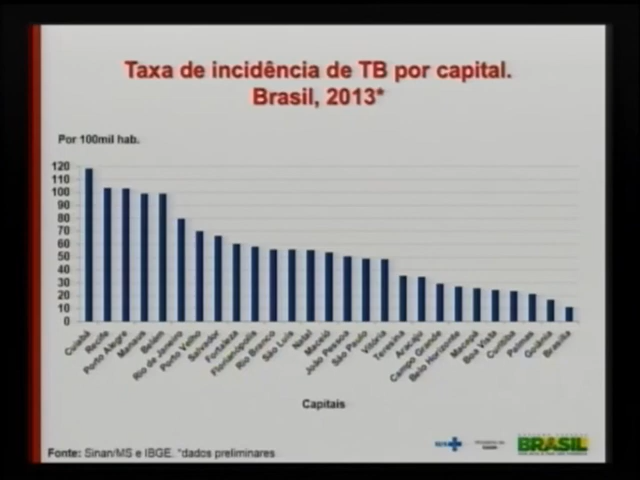 Taxa de incidência de TB por capital.
Brasil, 2013*
Por 100mil hab.
120
110
100
90
80
70
60
50
40
30
20
10
0
Cuiabá
Recife
Porto Alegre
Manaus
Belém
Rio de Janeiro
Porto Velho
Salvador
Fortaleza
Florianópolis
Rio Branco
São Luís
Natal
Maceió
João Pessoa
São Paulo
Vitória
Teresina
Aracaju
Campo Grande
Belo Horizonte
Macapá
Boa Vista
Curitiba
Palmas
Goiânia
Brasília
Capitais
SUS
BRASIL
Fonte: Sinan/MS e IBGE. *dados preliminares